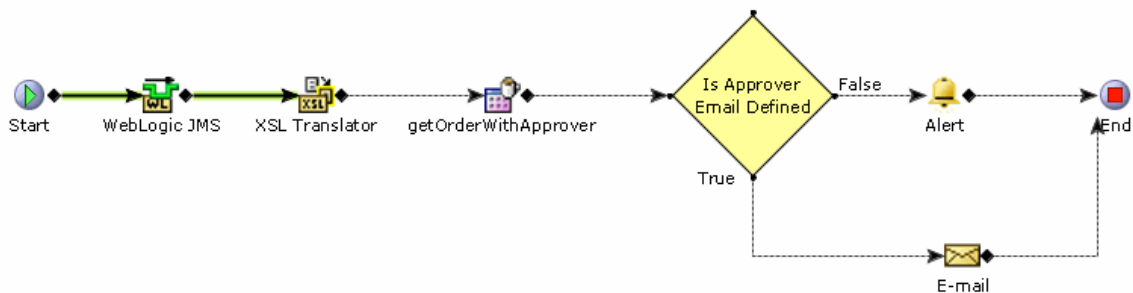 Is Approver
Email Defined
False
Start
WL
WebLogic JMS
XSL
XSL Translator
getOrderWithApprover
Alert
End
True
E-mail